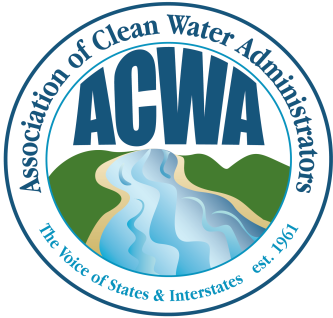 Association of Clean Water Administrators
ACWA
The Voice of States & Interstates est. 1961